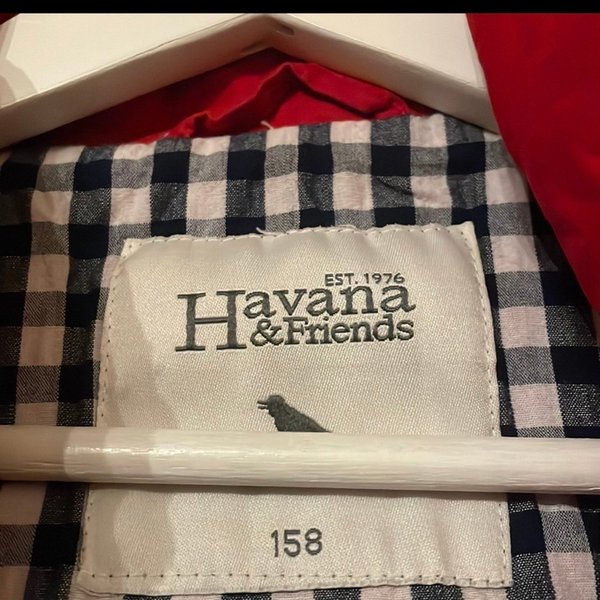 EST. 1976
Havana
&Friends
158